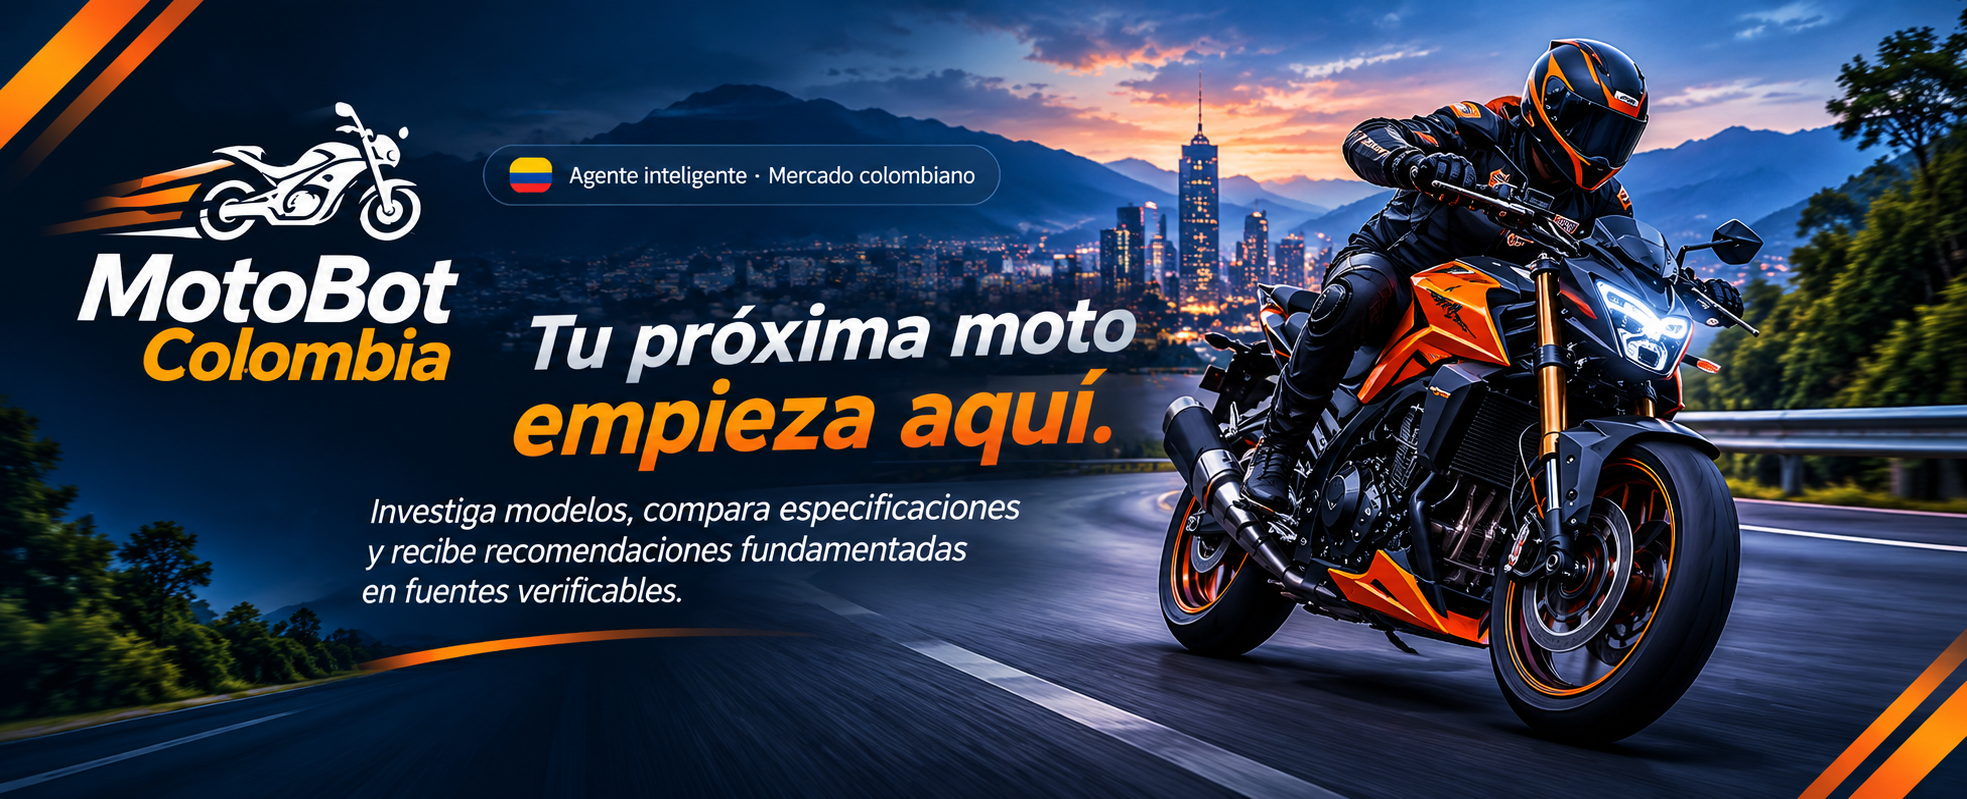 MotoBot
Colombia
Agente inteligente · Mercado colombiano
Tu próxima moto
empieza aquí.
Investiga modelos, compara especificaciones
y recibe recomendaciones fundamentadas
en fuentes verificables.